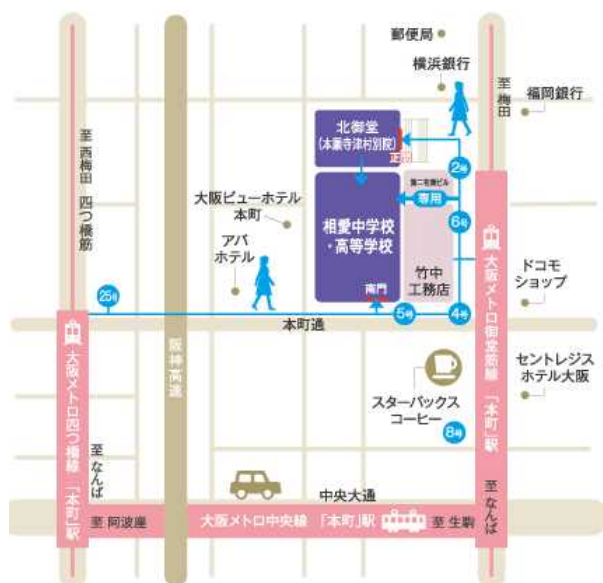 郵便局
横浜銀行
至 梅田
福岡銀行
北御堂
(本願寺津村別院)
正門
2号
至 西梅田
四つ橋筋
第二有楽ビル
専用
大阪ビューホテル
本町
相愛中学校
・高等学校
6号
アパ
ホテル
竹中
工務店
南門
ドコモ
ショップ
25号
5号
4号
本町通
阪神高速
大阪メトロ御堂筋線 「本町」駅
セントレジス
ホテル大阪
スターバックス
コーヒー
8号
大阪メトロ四つ橋線 「本町」駅
至 なんば
至 なんば
中央大通
至 阿波座
大阪メトロ中央線 「本町」駅
至 生駒